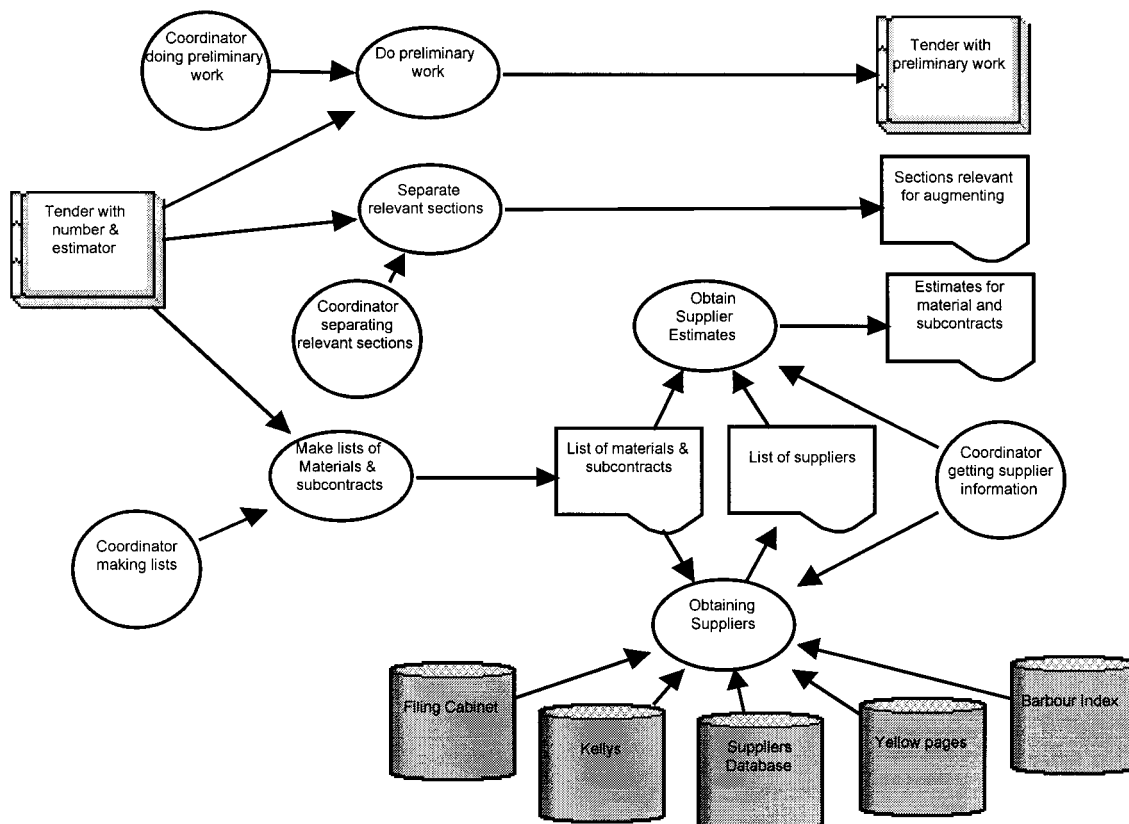 Coordinator
doing preliminary
work
Do preliminary
work
Tender with
preliminary work
Tender with
number &
estimator
Separate
relevant sections
Sections relevant
for augmenting
Coordinator
separating
relevant sections
Obtain
Supplier
Estimates
Estimates for
material and
subcontracts
Make lists of
Materials &
subcontracts
List of materials &
subcontracts
List of suppliers
Coordinator
getting supplier
information
Coordinator
making lists
Obtaining
Suppliers
Filing Cabinet
Kellys
Suppliers
Database
Yellow pages
Barbour Index